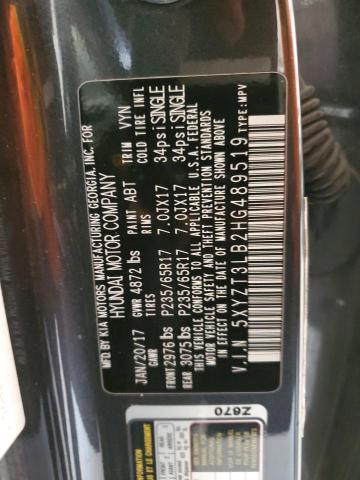 MFD BY KIA MOTORS MANUFACTURING GEORGIA, INC. FOR
HYUNDAI MOTOR COMPANY
JAN/20/17 GVWR 4872 lbs PAINT ABT TRIM VYN
GAWR TIRES RIMS COLD TIRE INFL
FRONT 2976 lbs P235/65R17 7.0JX17 34psi SINGLE
REAR 3075 lbs P235/65R17 7.0JX17 34psi SINGLE
THIS VEHICLE CONFORMS TO ALL APPLICABLE U.S.A. FEDERAL
MOTOR VEHICLE SAFETY, BUMPER AND THEFT PREVENTION STANDARDS
IN EFFECT ON THE DATE OF MANUFACTURE SHOWN ABOVE.
V.I.N 5XYZT3LB2HG489519 TYPE:MPV
Z670